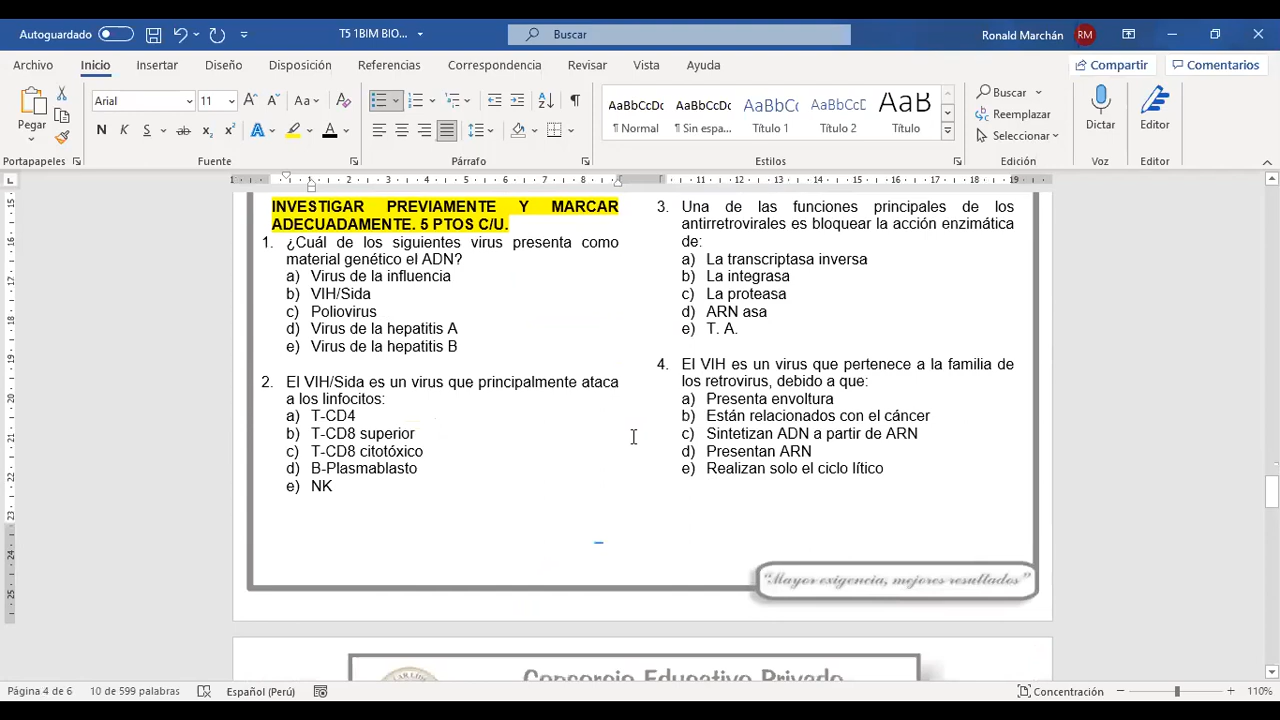 Autoguardado
T5 1BIM BIO...
Buscar
Ronald Marchán
RM
Archivo
Inicio
Insertar
Diseño
Disposición
Referencias
Correspondencia
Revisar
Vista
Ayuda
Compartir
Comentarios
Pegar
Arial
11
Aa
N K S ab x₂ x² A A
AaBbCcDc
¶ Normal
AaBbCcDc
¶ Sin espa...
AaBbCcC
Título 1
AaBbCcD
Título 2
AaB
Título
Buscar
Reemplazar
Seleccionar
Dictar
Editor
Portapapeles
Fuente
Párrafo
Estilos
Edición
Voz
Editor
INVESTIGAR PREVIAMENTE Y MARCAR
ADECUADAMENTE. 5 PTOS C/U.
1. ¿Cuál de los siguientes virus presenta como
material genético el ADN?
a) Virus de la influencia
b) VIH/Sida
c) Poliovirus
d) Virus de la hepatitis A
e) Virus de la hepatitis B
2. El VIH/Sida es un virus que principalmente ataca
a los linfocitos:
a) T-CD4
b) T-CD8 superior
c) T-CD8 citotóxico
d) B-Plasmablasto
e) NK
3. Una de las funciones principales de los
antirretrovirales es bloquear la acción enzimática
de:
a) La transcriptasa inversa
b) La integrasa
c) La proteasa
d) ARN asa
e) T. A.
4. El VIH es un virus que pertenece a la familia de
los retrovirus, debido a que:
a) Presenta envoltura
b) Están relacionados con el cáncer
c) Sintetizan ADN a partir de ARN
d) Presentan ARN
e) Realizan solo el ciclo lítico
"Mayor exigencia, mejores resultados"
Consorcio Educativo Privado
Página 4 de 6
10 de 599 palabras
Español (Perú)
Concentración
110%